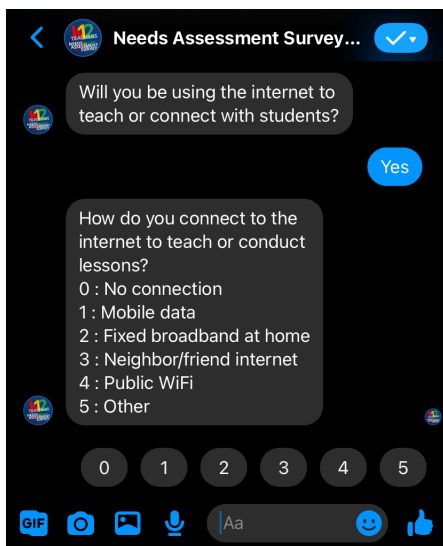 Needs Assessment Survey...
Will you be using the internet to
teach or connect with students?
Yes
How do you connect to the
internet to teach or conduct
lessons?
0 : No connection
1 : Mobile data
2 : Fixed broadband at home
3 : Neighbor/friend internet
4 : Public WiFi
5 : Other
0 1 2 3 4 5
GIF
Aa